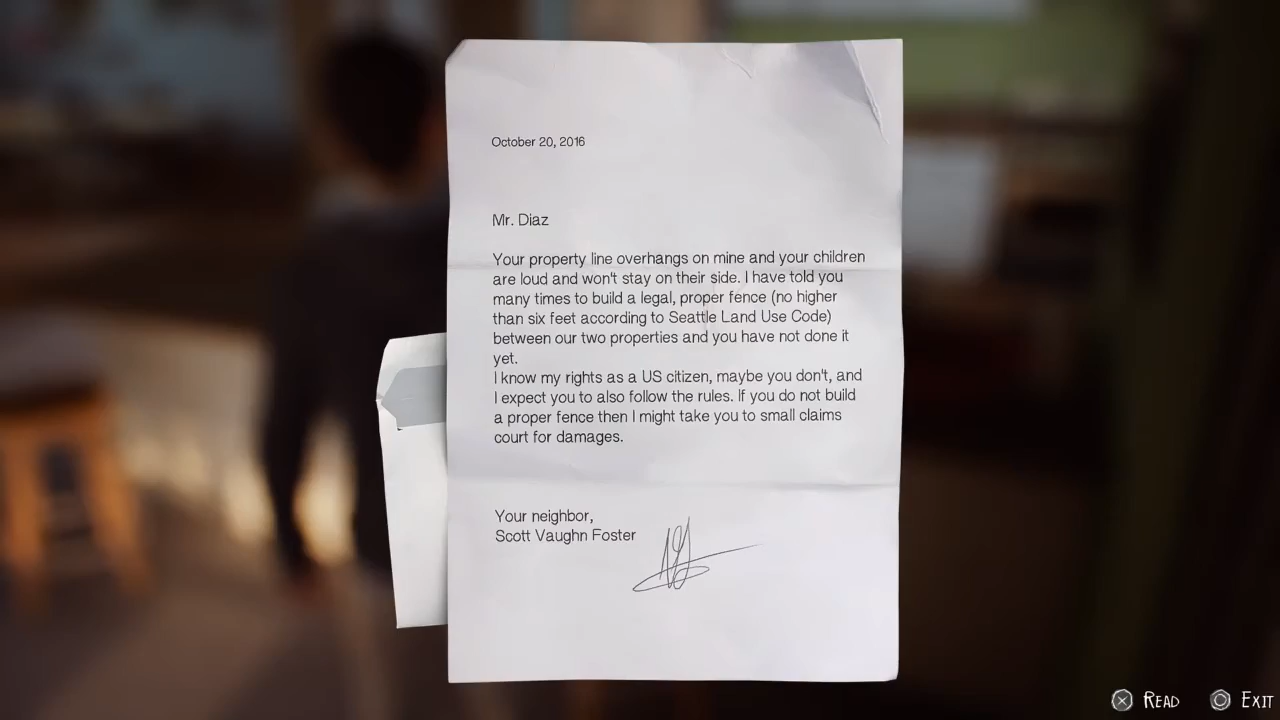 October 20, 2016
Mr. Diaz
Your property line overhangs on mine and your children
are loud and won't stay on their side. I have told you
many times to build a legal, proper fence (no higher
than six feet according to Seattle Land Use Code)
between our two properties and you have not done it
yet.
I know my rights as a US citizen, maybe you don't, and
I expect you to also follow the rules. If you do not build
a proper fence then I might take you to small claims
court for damages.
Your neighbor,
Scott Vaughn Foster
READ EXIT